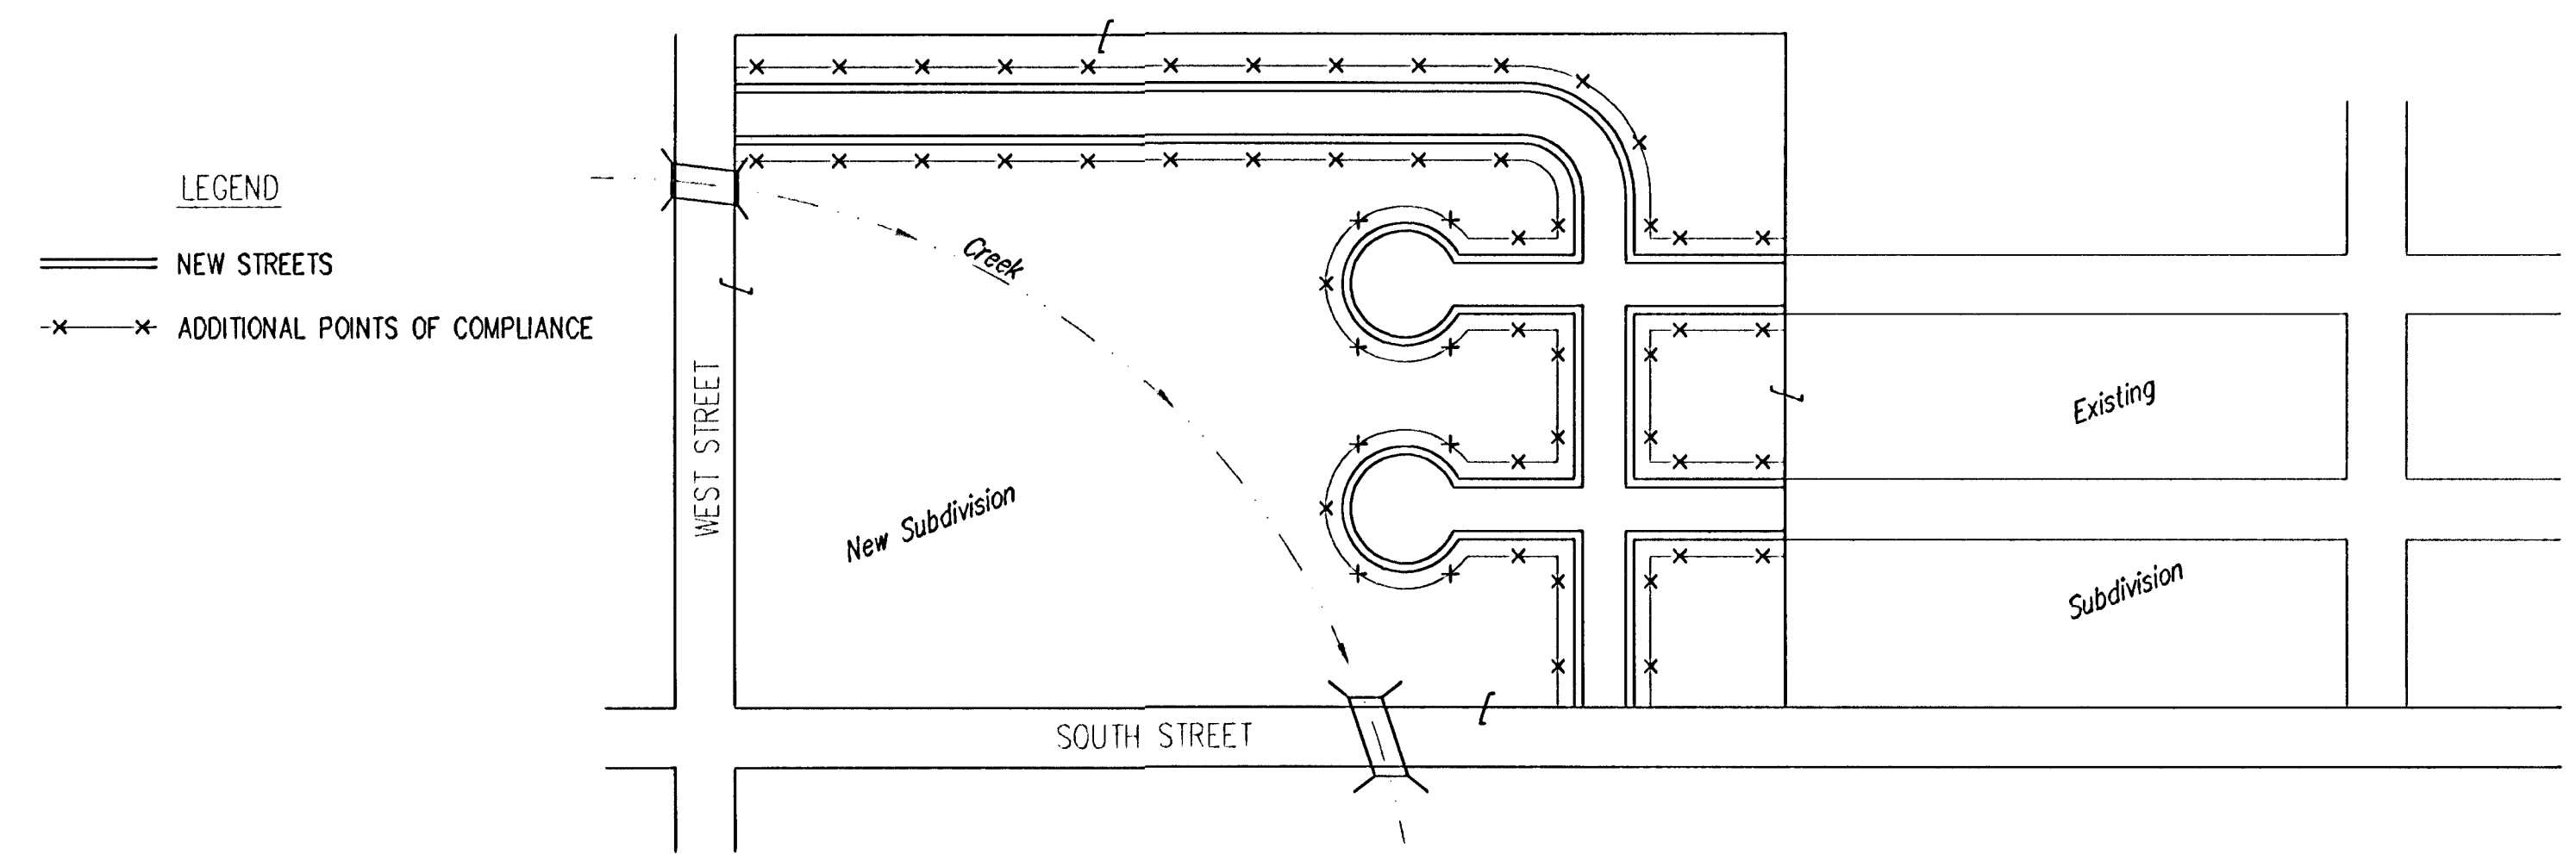 LEGEND
NEW STREETS
ADDITIONAL POINTS OF COMPLIANCE
WEST STREET
Creek
New Subdivision
SOUTH STREET
Existing
Subdivision